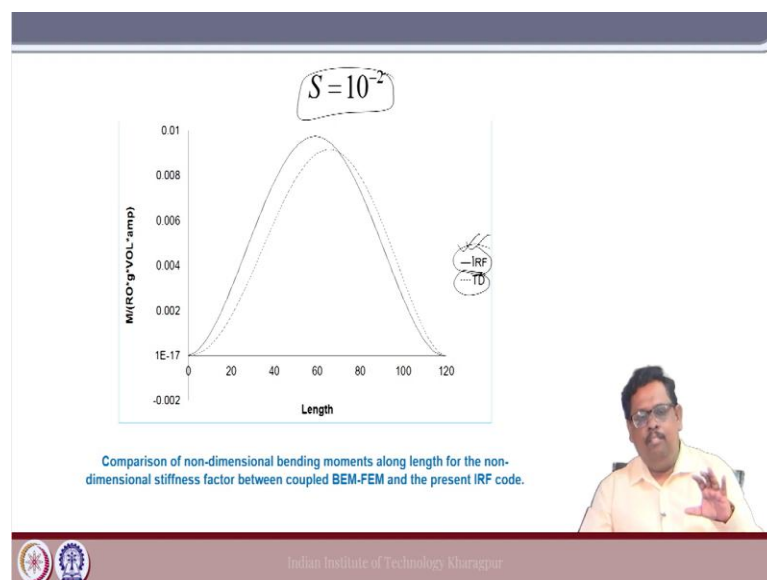 S = 10⁻²
0.01
0.008
0.006
0.004
0.002
1E-17
-0.002
M/(RO*g*VOL*amp)
0 20 40 60 80 100 120
Length
IRF
TD
Comparison of non-dimensional bending moments along length for the non-
dimensional stiffness factor between coupled BEM-FEM and the present IRF code.
Indian Institute of Technology Kharagpur